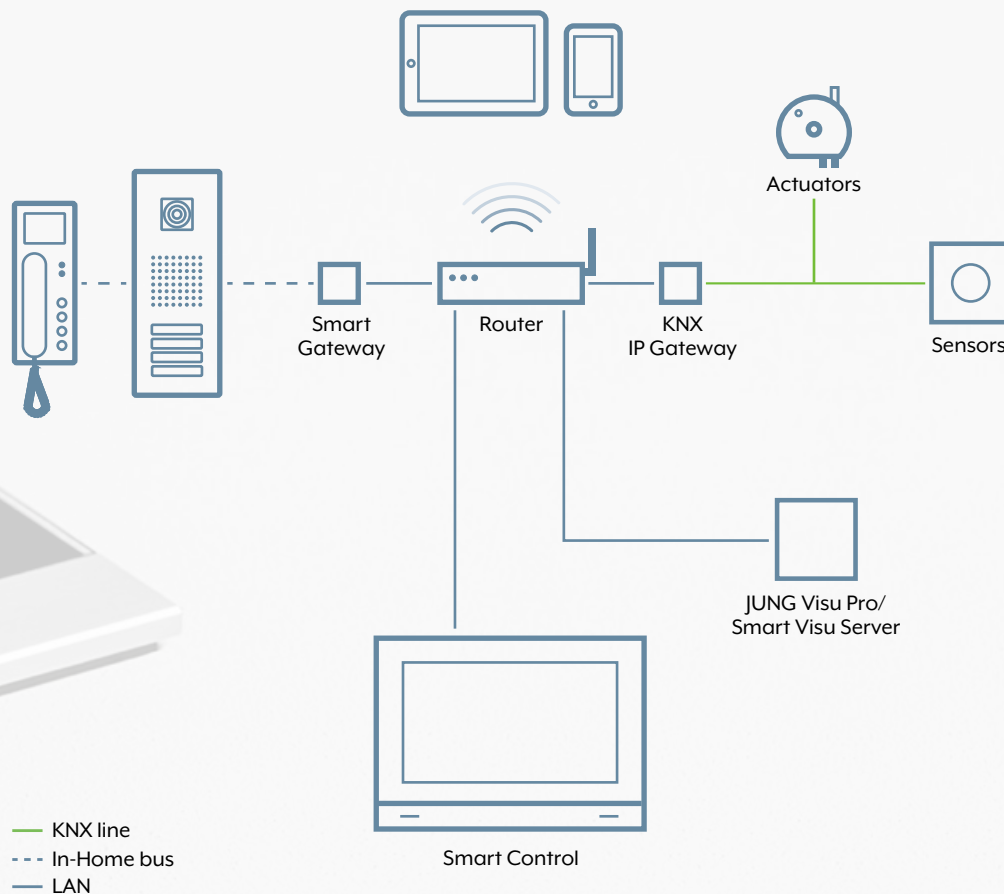 Actuators
Smart
Gateway
Router
KNX
IP Gateway
Sensors
JUNG Visu Pro/
Smart Visu Server
Smart Control
KNX line
In-Home bus
LAN